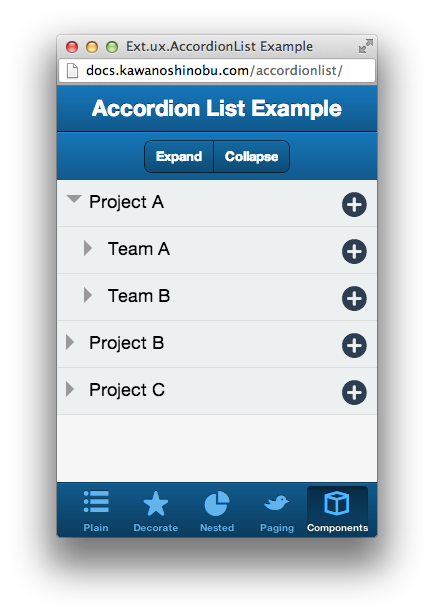 Ext.ux.AccordionList Example
docs.kawanoshinobu.com/accordionlist/
Accordion List Example
Expand Collapse
Project A
Team A
Team B
Project B
Project C
Plain Decorate Nested Paging Components